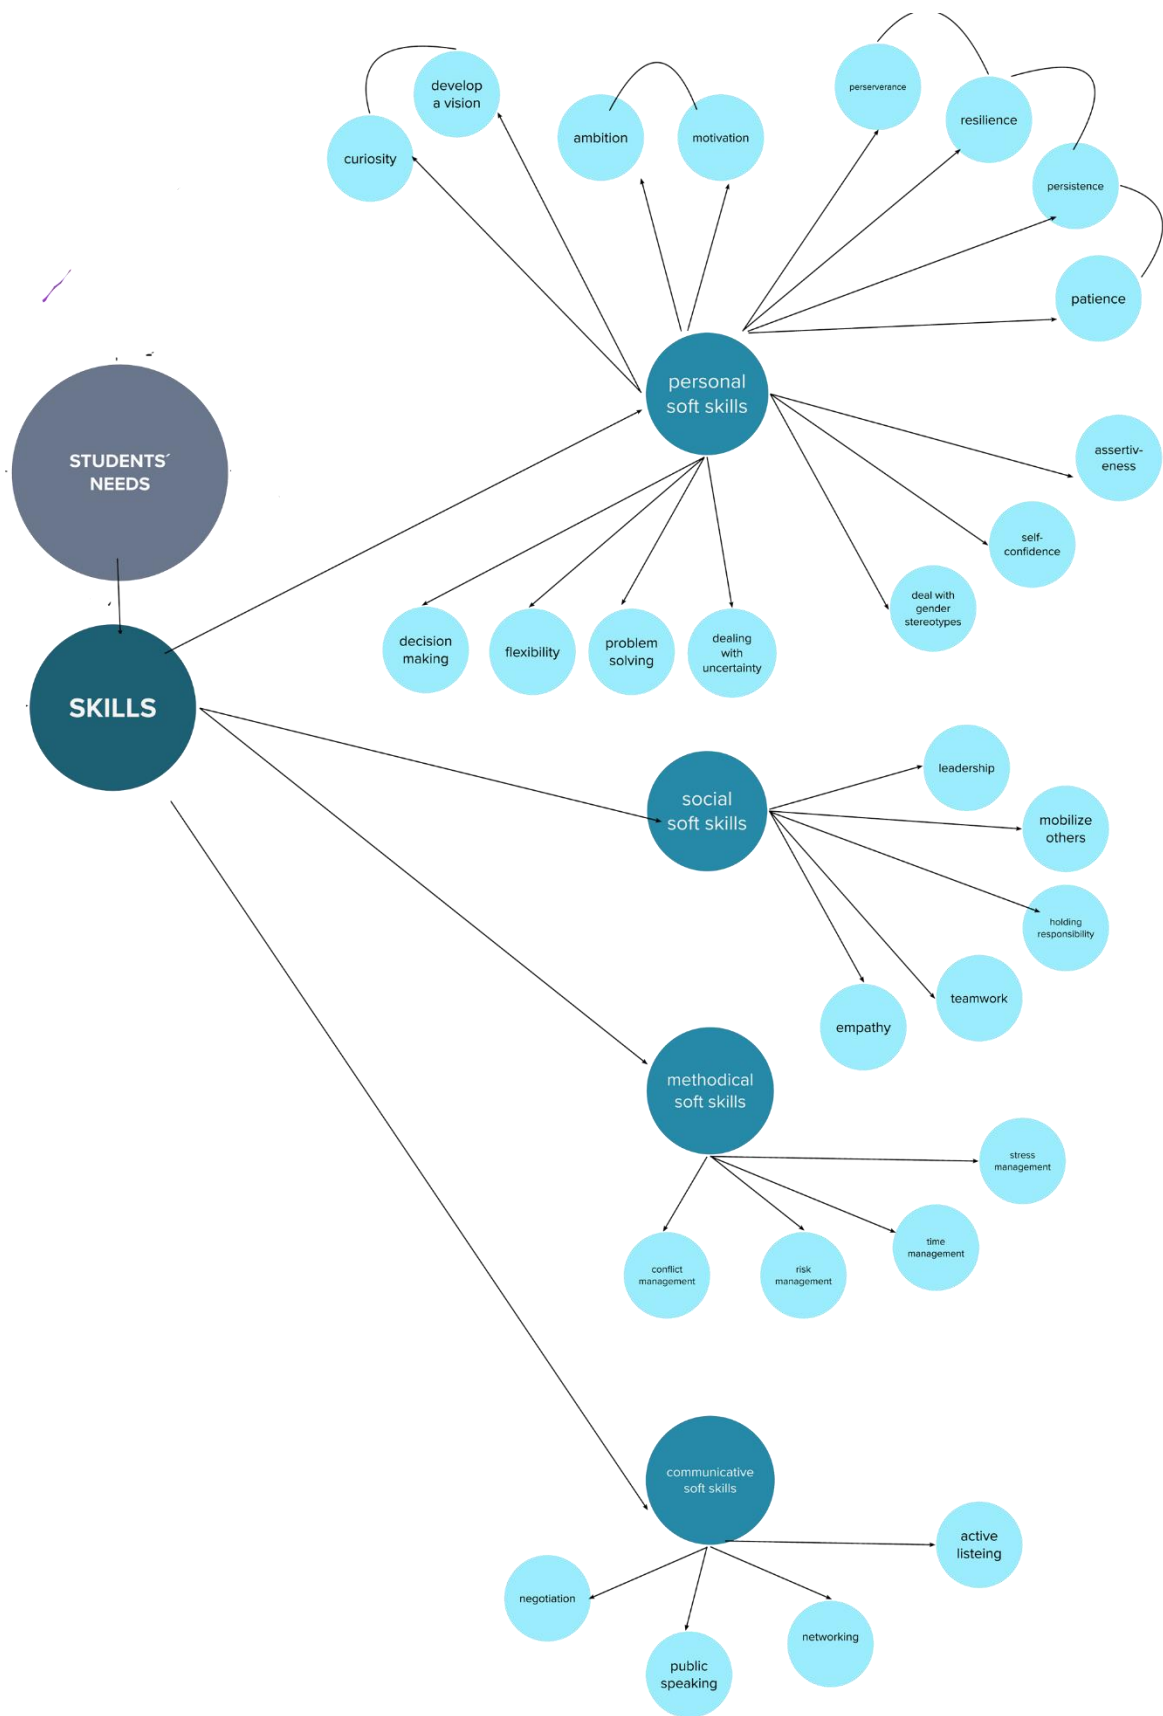 develop
a vision
curiosity
ambition
motivation
perserverance
resilience
persistence
patience
personal
soft skills
STUDENTS´
NEEDS
assertiv-
eness
self-
confidence
deal with
gender
stereotypes
decision
making
flexibility
problem
solving
dealing
with
uncertainty
SKILLS
social
soft skills
leadership
mobilize
others
holding
responsibility
teamwork
empathy
methodical
soft skills
stress
management
time
management
conflict
management
risk
management
communicative
soft skills
active
listeing
negotiation
networking
public
speaking